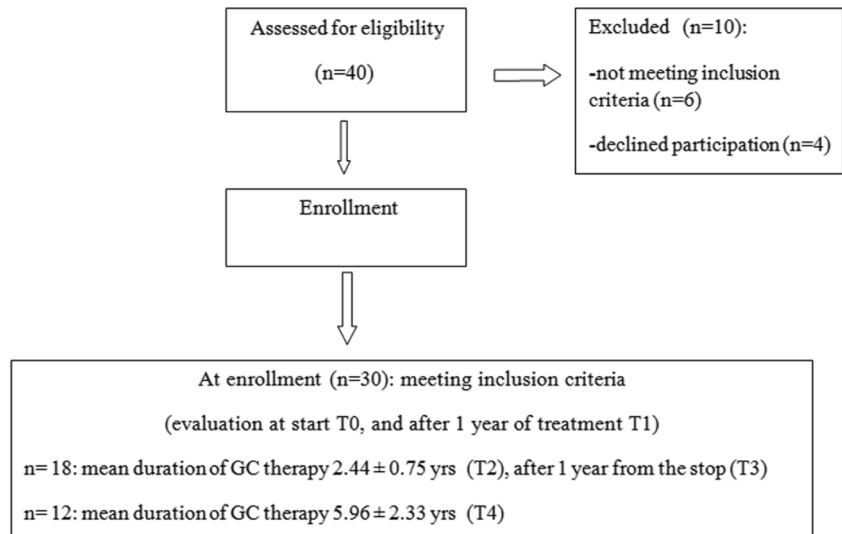 Assessed for eligibility
(n=40)
Excluded (n=10):
-not meeting inclusion
criteria (n=6)
-declined participation (n=4)
Enrollment
At enrollment (n=30): meeting inclusion criteria
(evaluation at start T0, and after 1 year of treatment T1)
n= 18: mean duration of GC therapy 2.44 ± 0.75 yrs (T2), after 1 year from the stop (T3)
n= 12: mean duration of GC therapy 5.96 ± 2.33 yrs (T4)